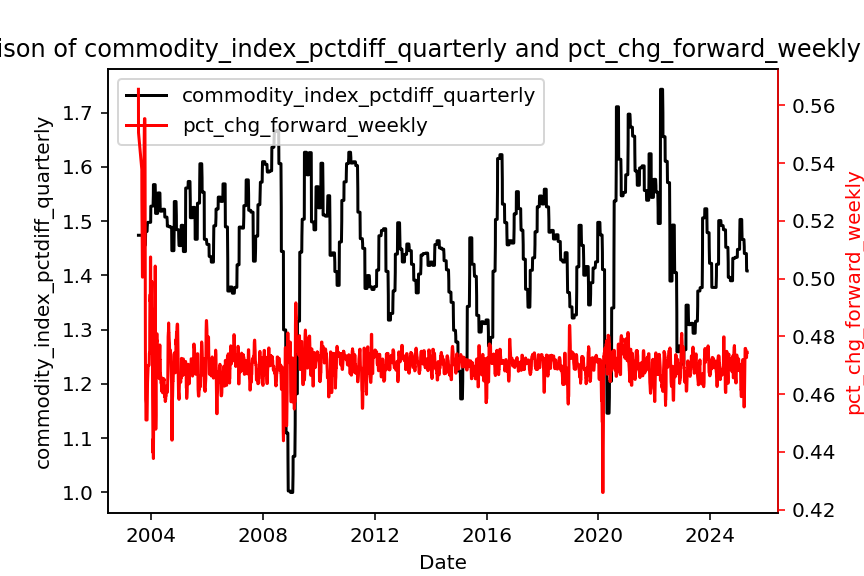 ison of commodity_index_pctdiff_quarterly and pct_chg_forward_weekly
commodity_index_pctdiff_quarterly
pct_chg_forward_weekly
commodity_index_pctdiff_quarterly
1.7
1.6
1.5
1.4
1.3
1.2
1.1
1.0
0.56
0.54
0.52
0.50
0.48
0.46
0.44
0.42
pct_chg_forward_weekly
2004 2008 2012 2016 2020 2024
Date